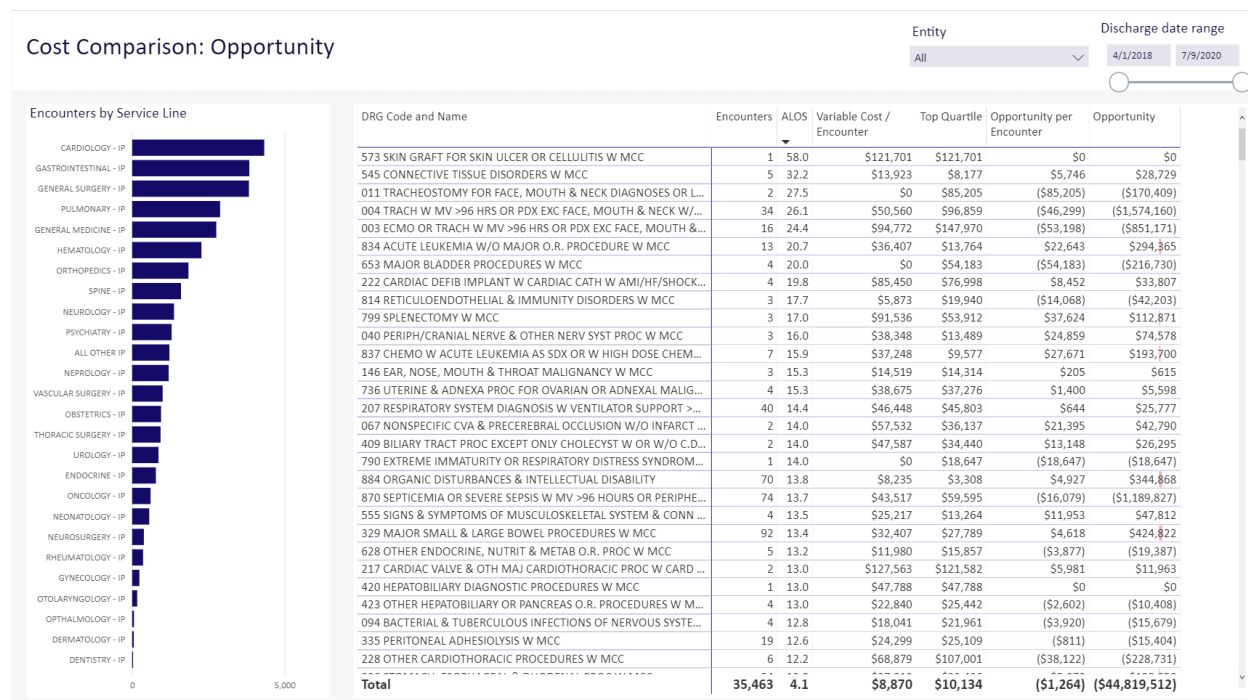 Cost Comparison: Opportunity
Entity
All
Discharge date range
4/1/2018 7/9/2020
Encounters by Service Line
CARDIOLOGY - IP
GASTROINTESTINAL - IP
GENERAL SURGERY - IP
PULMONARY - IP
GENERAL MEDICINE - IP
HEMATOLOGY - IP
ORTHOPEDICS - IP
SPINE - IP
NEUROLOGY - IP
PSYCHIATRY - IP
ALL OTHER IP
NEPROLOGY - IP
VASCULAR SURGERY - IP
OBSTETRICS - IP
THORACIC SURGERY - IP
UROLOGY - IP
ENDOCRINE - IP
ONCOLOGY - IP
NEONATOLOGY - IP
NEUROSURGERY - IP
RHEUMATOLOGY - IP
GYNECOLOGY - IP
OTOLARYNGOLOGY - IP
OPTHALMOLOGY - IP
DERMATOLOGY - IP
DENTISTRY - IP
0 5,000
DRG Code and Name Encounters ALOS Variable Cost / Encounter Top Quartile Opportunity per Encounter Opportunity
573 SKIN GRAFT FOR SKIN ULCER OR CELLULITIS W MCC 1 58.0 $121,701 $121,701 $0 $0
545 CONNECTIVE TISSUE DISORDERS W MCC 5 32.2 $13,923 $8,177 $5,746 $28,729
011 TRACHEOSTOMY FOR FACE, MOUTH & NECK DIAGNOSES OR L... 2 27.5 $0 $85,205 ($85,205) ($170,409)
004 TRACH W MV >96 HRS OR PDX EXC FACE, MOUTH & NECK W/... 34 26.1 $50,560 $96,859 ($46,299) ($1,574,160)
003 ECMO OR TRACH W MV >96 HRS OR PDX EXC FACE, MOUTH &... 16 24.4 $94,772 $147,970 ($53,198) ($851,171)
834 ACUTE LEUKEMIA W/O MAJOR O.R. PROCEDURE W MCC 13 20.7 $36,407 $13,764 $22,643 $294,365
653 MAJOR BLADDER PROCEDURES W MCC 4 20.0 $0 $54,183 ($54,183) ($216,730)
222 CARDIAC DEFIB IMPLANT W CARDIAC CATH W AMI/HF/SHOCK... 4 19.8 $85,450 $76,998 $8,452 $33,807
814 RETICULOENDOTHELIAL & IMMUNITY DISORDERS W MCC 3 17.7 $5,873 $19,940 ($14,068) ($42,203)
799 SPLENECTOMY W MCC 3 17.0 $91,536 $53,912 $37,624 $112,871
040 PERIPH/CRANIAL NERVE & OTHER NERV SYST PROC W MCC 3 16.0 $38,348 $13,489 $24,859 $74,578
837 CHEMO W ACUTE LEUKEMIA AS SDX OR W HIGH DOSE CHEM... 7 15.9 $37,248 $9,577 $27,671 $193,700
146 EAR, NOSE, MOUTH & THROAT MALIGNANCY W MCC 3 15.3 $14,519 $14,314 $205 $615
736 UTERINE & ADNEXA PROC FOR OVARIAN OR ADNEXAL MALIG... 4 15.3 $38,675 $37,276 $1,400 $5,598
207 RESPIRATORY SYSTEM DIAGNOSIS W VENTILATOR SUPPORT >... 40 14.4 $46,448 $45,803 $644 $25,777
067 NONSPECIFIC CVA & PRECEREBRAL OCCLUSION W/O INFARCT ... 2 14.0 $57,532 $36,137 $21,395 $42,790
409 BILIARY TRACT PROC EXCEPT ONLY CHOLECYST W OR W/O C.D... 2 14.0 $47,587 $34,440 $13,148 $26,295
790 EXTREME IMMATURITY OR RESPIRATORY DISTRESS SYNDROM... 1 14.0 $0 $18,647 ($18,647) ($18,647)
884 ORGANIC DISTURBANCES & INTELLECTUAL DISABILITY 70 13.8 $8,235 $3,308 $4,927 $344,868
870 SEPTICEMIA OR SEVERE SEPSIS W MV >96 HOURS OR PERIPHE... 74 13.7 $43,517 $59,595 ($16,079) ($1,189,827)
555 SIGNS & SYMPTOMS OF MUSCULOSKELETAL SYSTEM & CONN ... 4 13.5 $25,217 $13,264 $11,953 $47,812
329 MAJOR SMALL & LARGE BOWEL PROCEDURES W MCC 92 13.4 $32,407 $27,789 $4,618 $424,822
628 OTHER ENDOCRINE, NUTRIT & METAB O.R. PROC W MCC 5 13.2 $11,980 $15,857 ($3,877) ($19,387)
217 CARDIAC VALVE & OTH MAJ CARDIOTHORACIC PROC W CARD ... 2 13.0 $127,563 $121,582 $5,981 $11,963
420 HEPATOBILIARY DIAGNOSTIC PROCEDURES W MCC 1 13.0 $47,788 $47,788 $0 $0
423 OTHER HEPATOBILIARY OR PANCREAS O.R. PROCEDURES W M... 4 13.0 $22,840 $25,442 ($2,602) ($10,408)
094 BACTERIAL & TUBERCULOUS INFECTIONS OF NERVOUS SYSTE... 4 12.8 $18,041 $21,961 ($3,920) ($15,679)
335 PERITONEAL ADHESIOLYSIS W MCC 19 12.6 $24,299 $25,109 ($811) ($15,404)
228 OTHER CARDIOTHORACIC PROCEDURES W MCC 6 12.2 $68,879 $107,001 ($38,122) ($228,731)
Total 35,463 4.1 $8,870 $10,134 ($1,264) ($44,819,512)